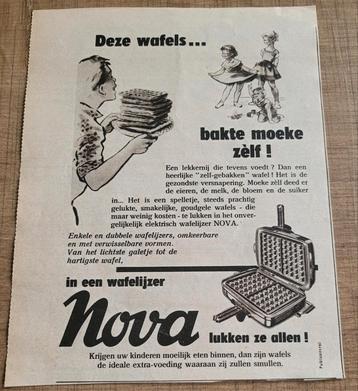 Deze wafels...
bakte moeke
zèlf !
Een lekkernij die tevens voedt ? Dan een
heerlijke "zelf-gebakken" wafel ! Het is de
gezondste versnapering. Moeke zèlf deed er
de eieren, de melk, de bloem en de suiker
in... Het is een spelletje, steeds prachtig
gelukte, smakelijke, goudgele wafels - die
maar weinig kosten - te lukken in het onver-
gelijkelijk elektrisch wafelijzer NOVA.
Enkele en dubbele wafelijzers, omkeerbare
en met verwisselbare vormen.
Van het lichtste galetje tot de
hartigste wafel,
in een wafelijzer
Nova
lukken ze allen !
Krijgen uw kinderen moeilijk eten binnen, dan zijn wafels
de ideale extra-voeding waaraan zij zullen smullen.